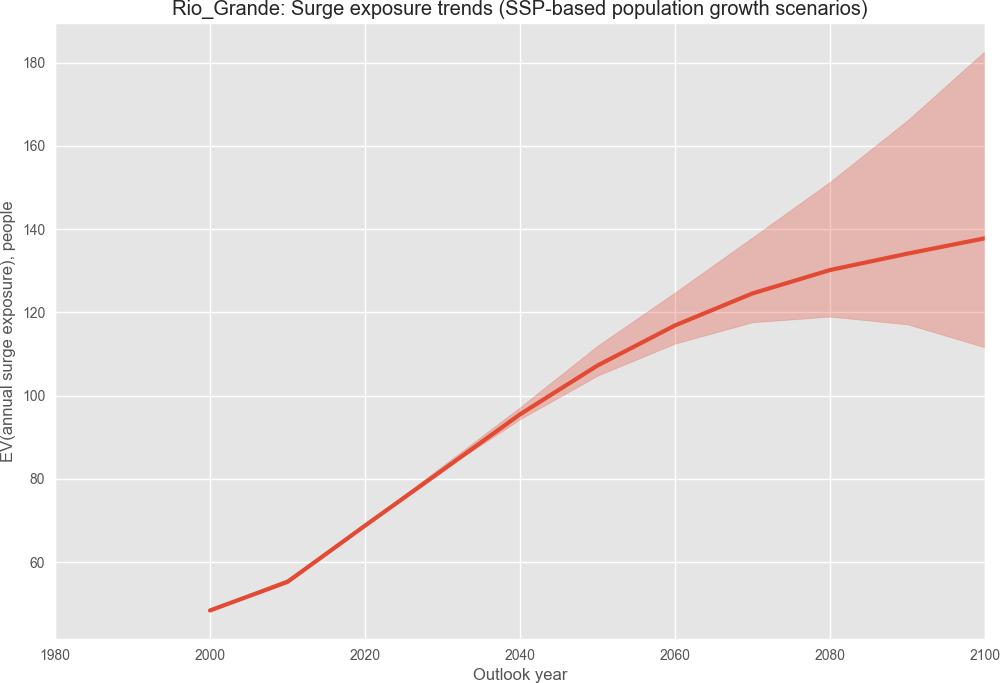 Rio_Grande: Surge exposure trends (SSP-based population growth scenarios)
EV(annual surge exposure), people
180
160
140
120
100
80
60
1980 2000 2020 2040 2060 2080 2100
Outlook year